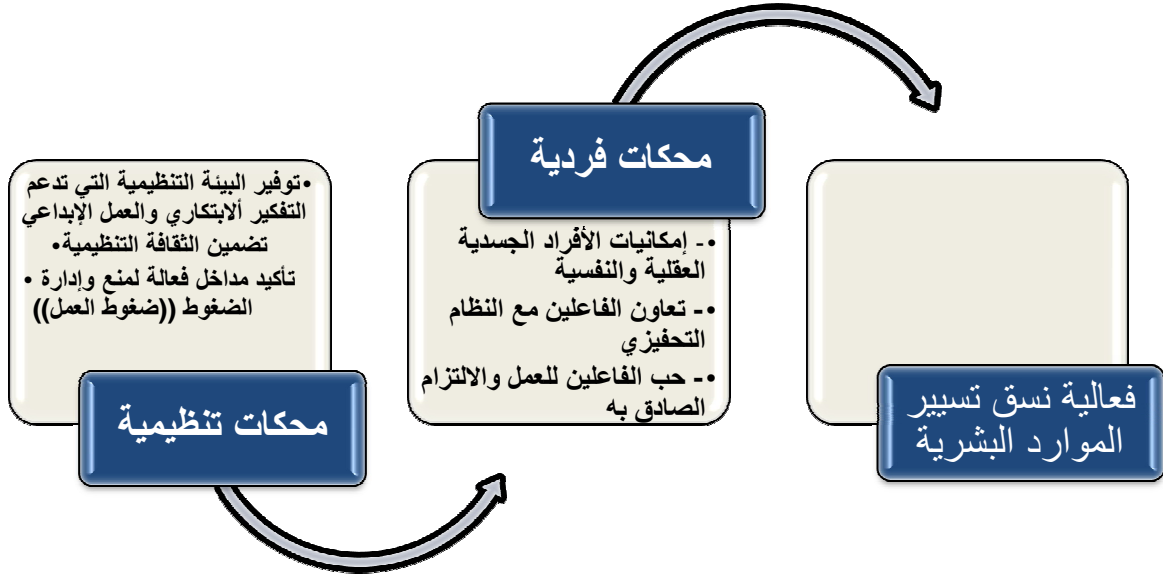 •توفير البيئة التنظيمية التي تدعم
التفكير ألابتكاري والعمل الإبداعي
تضمين الثقافة التنظيمية•
تأكيد مداخل فعالة لمنع وإدارة •
الضغوط ((ضغوط العمل))
محكات تنظيمية
محكات فردية
•- إمكانيات الأفراد الجسدية
العقلية والنفسية
•- تعاون الفاعلين مع النظام
التحفيزي
•- حب الفاعلين للعمل والالتزام
الصادق به
فعالية نسق تسيير
الموارد البشرية